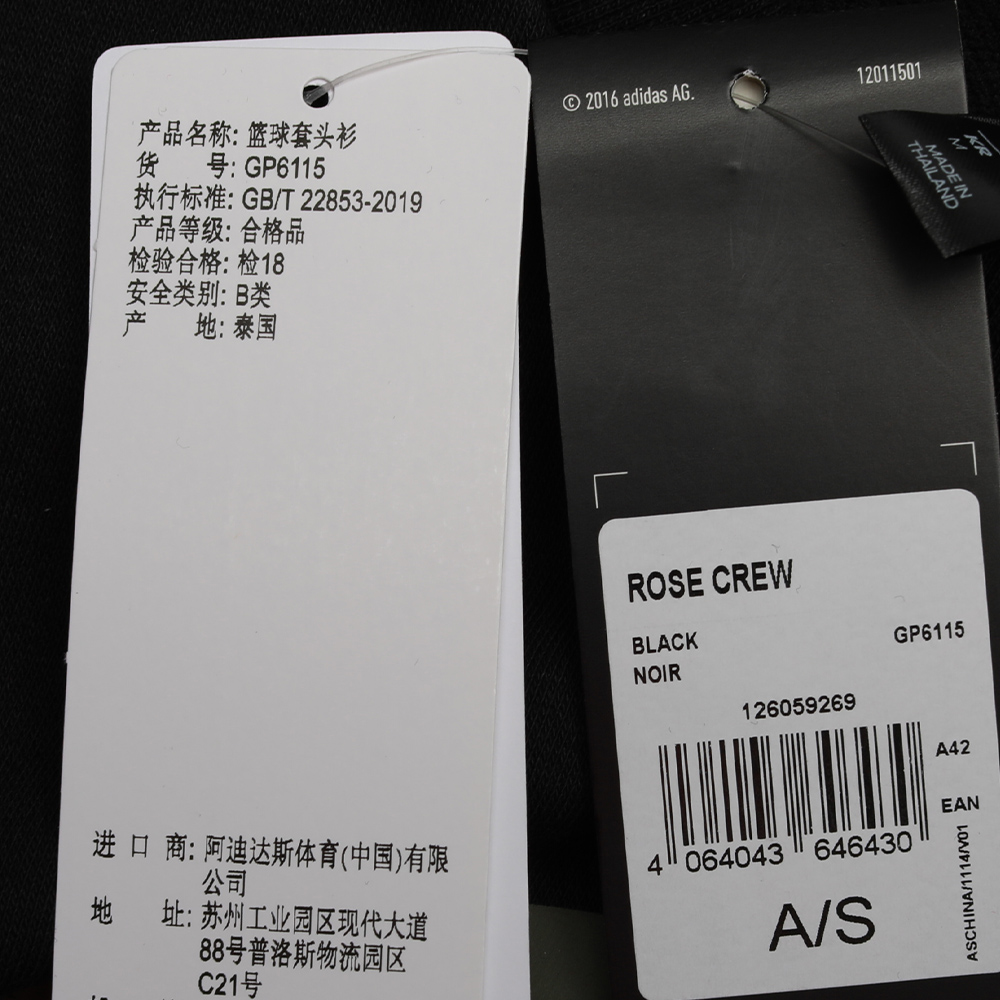 产品名称: 篮球套头衫
货 号: GP6115
执行标准: GB/T 22853-2019
产品等级: 合格品
检验合格: 检18
安全类别: B类
产 地: 泰国
进 口 商: 阿迪达斯体育(中国)有限
公司
地 址: 苏州工业园区现代大道
88号普洛斯物流园区
C21号
© 2016 adidas AG.
12011501
KR
M
MADE IN
THAILAND
ROSE CREW
BLACK
GP6115
NOIR
126059269
A42
EAN
4 064043 646430
A/S
ASCHINA/1114/V01